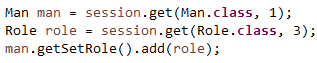 Man man = session.get(Man.class, 1);
Role role = session.get(Role.class, 3);
man.getSetRole().add(role);